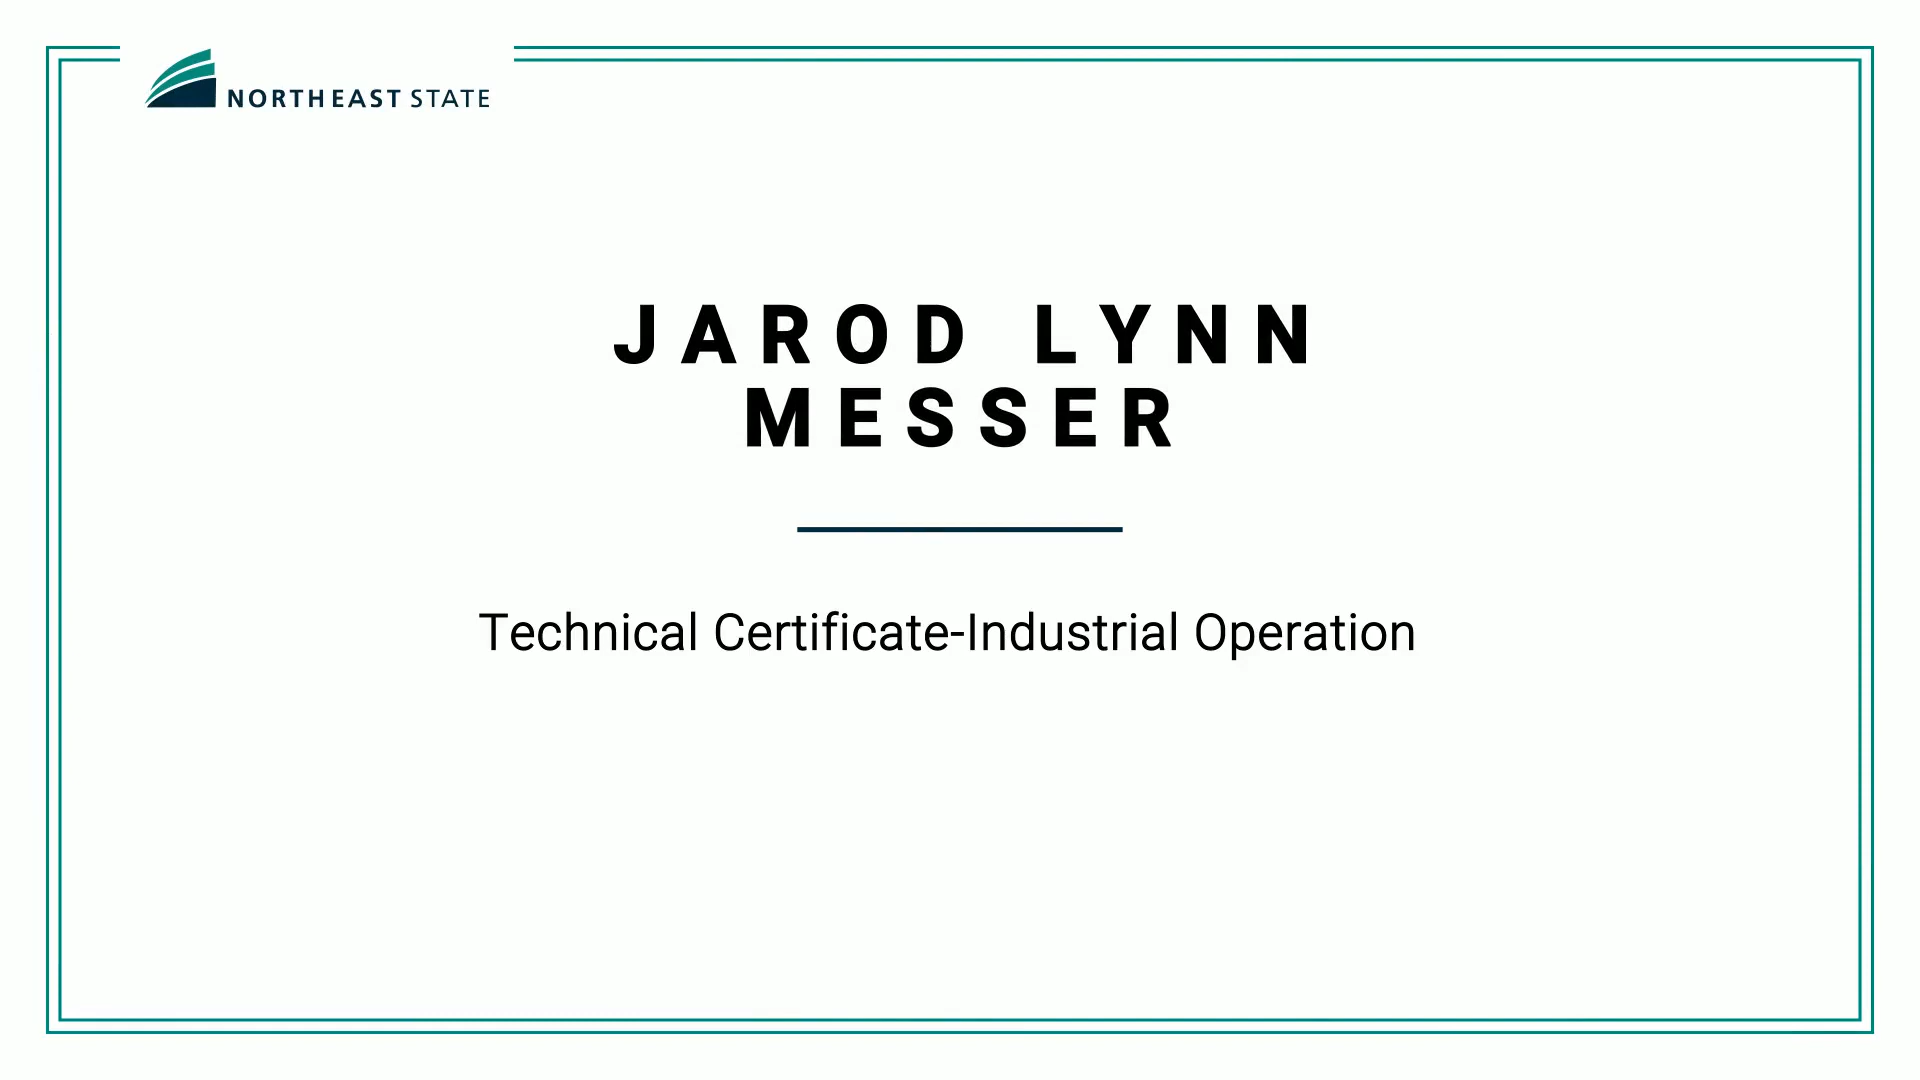 NORTHEAST STATE
JAROD LYNN
MESSER
Technical Certificate-Industrial Operation